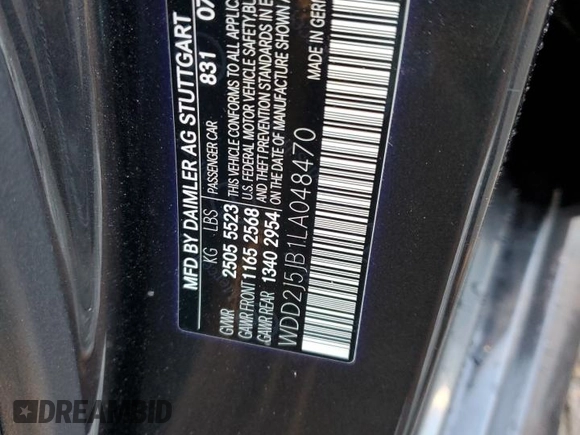 MFD BY DAIMLER AG STUTTGART
831 07
KG LBS PASSENGER CAR
GVWR 2505 5523
GAWR FRONT 1165 2568
GAWR REAR 1340 2954
THIS VEHICLE CONFORMS TO ALL APPLIC
U.S. FEDERAL MOTOR VEHICLE SAFETY, BU
AND THEFT PREVENTION STANDARDS IN E
ON THE DATE OF MANUFACTURE SHOWN A
MADE IN GER
WDD2J5JB1LA048470
DREAMBID